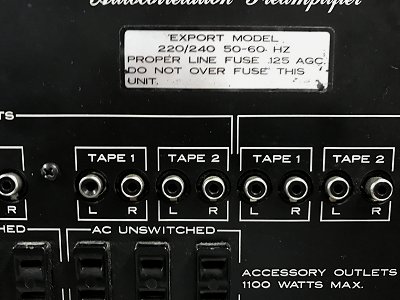 Autocorrelation Preamplifier
EXPORT MODEL
220/240 50-60 HZ
PROPER LINE FUSE .125 AGC
DO NOT OVER FUSE THIS
UNIT.
TS
TAPE 1 TAPE 2 TAPE 1 TAPE 2
R L R L R L R L R
HED AC UNSWITCHED
ACCESSORY OUTLETS
1100 WATTS MAX.